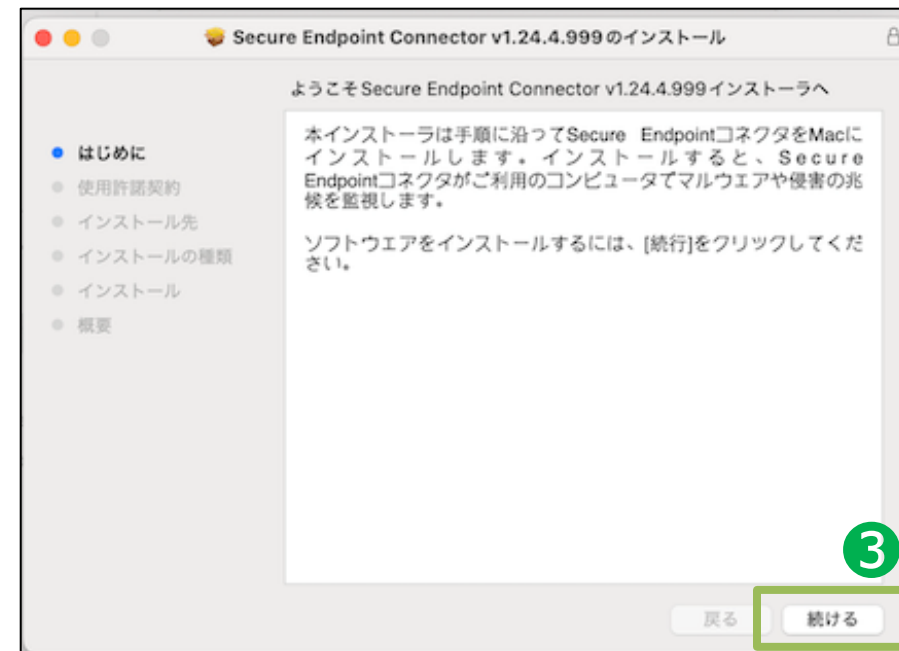 Secure Endpoint Connector v1.24.4.999のインストール
ようこそSecure Endpoint Connector v1.24.4.999インストーラへ
はじめに
使用許諾契約
インストール先
インストールの種類
インストール
概要
本インストーラは手順に沿ってSecure EndpointコネクタをMacに
インストールします。インストールすると、Secure
Endpointコネクタがご利用のコンピュータでマルウエアや侵害の兆
候を監視します。
ソフトウエアをインストールするには、[続行]をクリックしてくだ
さい。
3
戻る
続ける